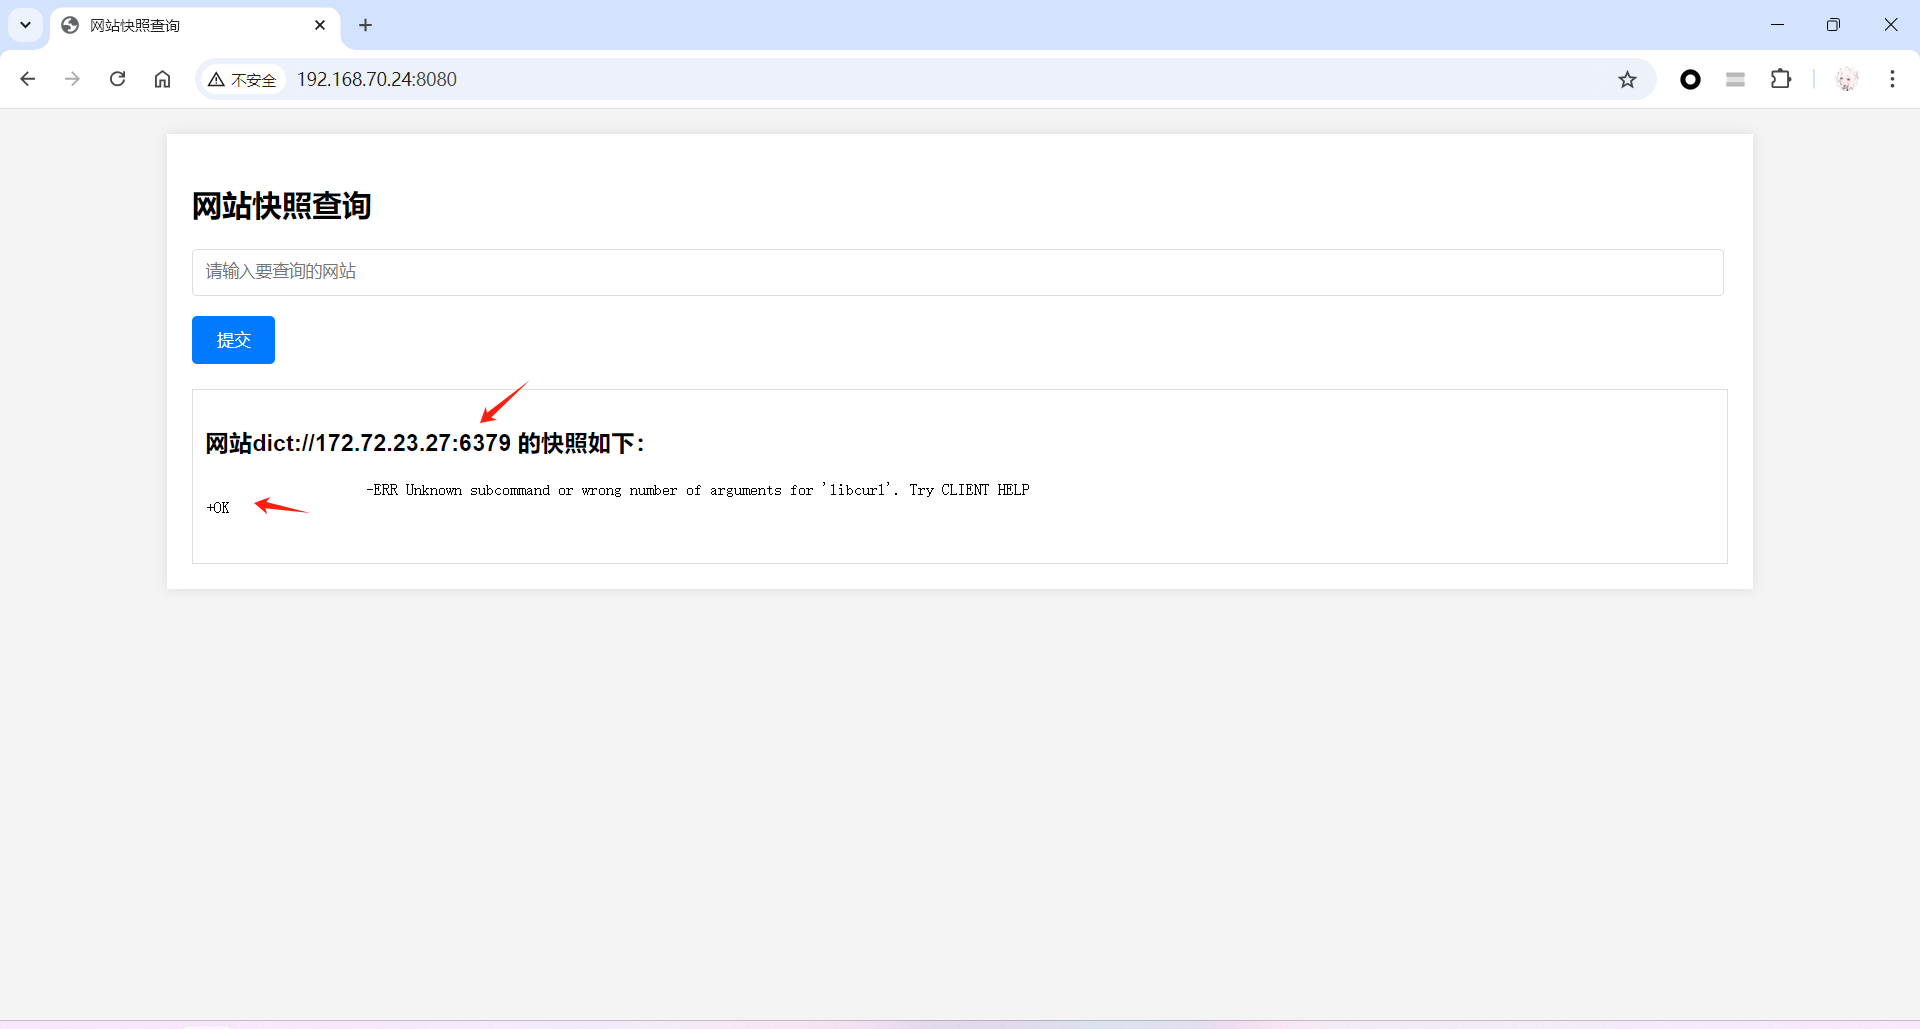 网站快照查询
不安全
192.168.70.24:8080
网站快照查询
请输入要查询的网站
提交
网站dict://172.72.23.27:6379 的快照如下：
-ERR Unknown subcommand or wrong number of arguments for 'libcurl'. Try CLIENT HELP
+OK